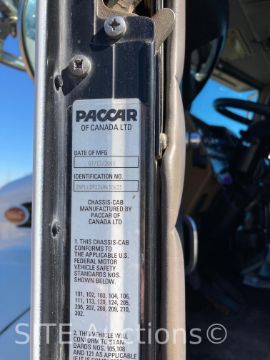 PACCAR
OF CANADA LTD
DATE OF MFG
IDENTIFICATION NO.
CHASSIS-CAB
MANUFACTURED BY
PACCAR OF
CANADA LTD
1. THIS CHASSIS-CAB
CONFORMS TO
THE APPLICABLE U.S.
FEDERAL MOTOR
VEHICLE SAFETY
STANDARDS NOS.
SHOWN BELOW.
101, 102, 103, 104, 106,
111, 113, 120, 124, 205,
206, 207, 208, 209, 210,
302.
2. THIS VEHICLE WILL
CONFORM TO STAN-
DARDS NOS. 105, 108
AND 121 AS APPLICABLE
SITE Auctions